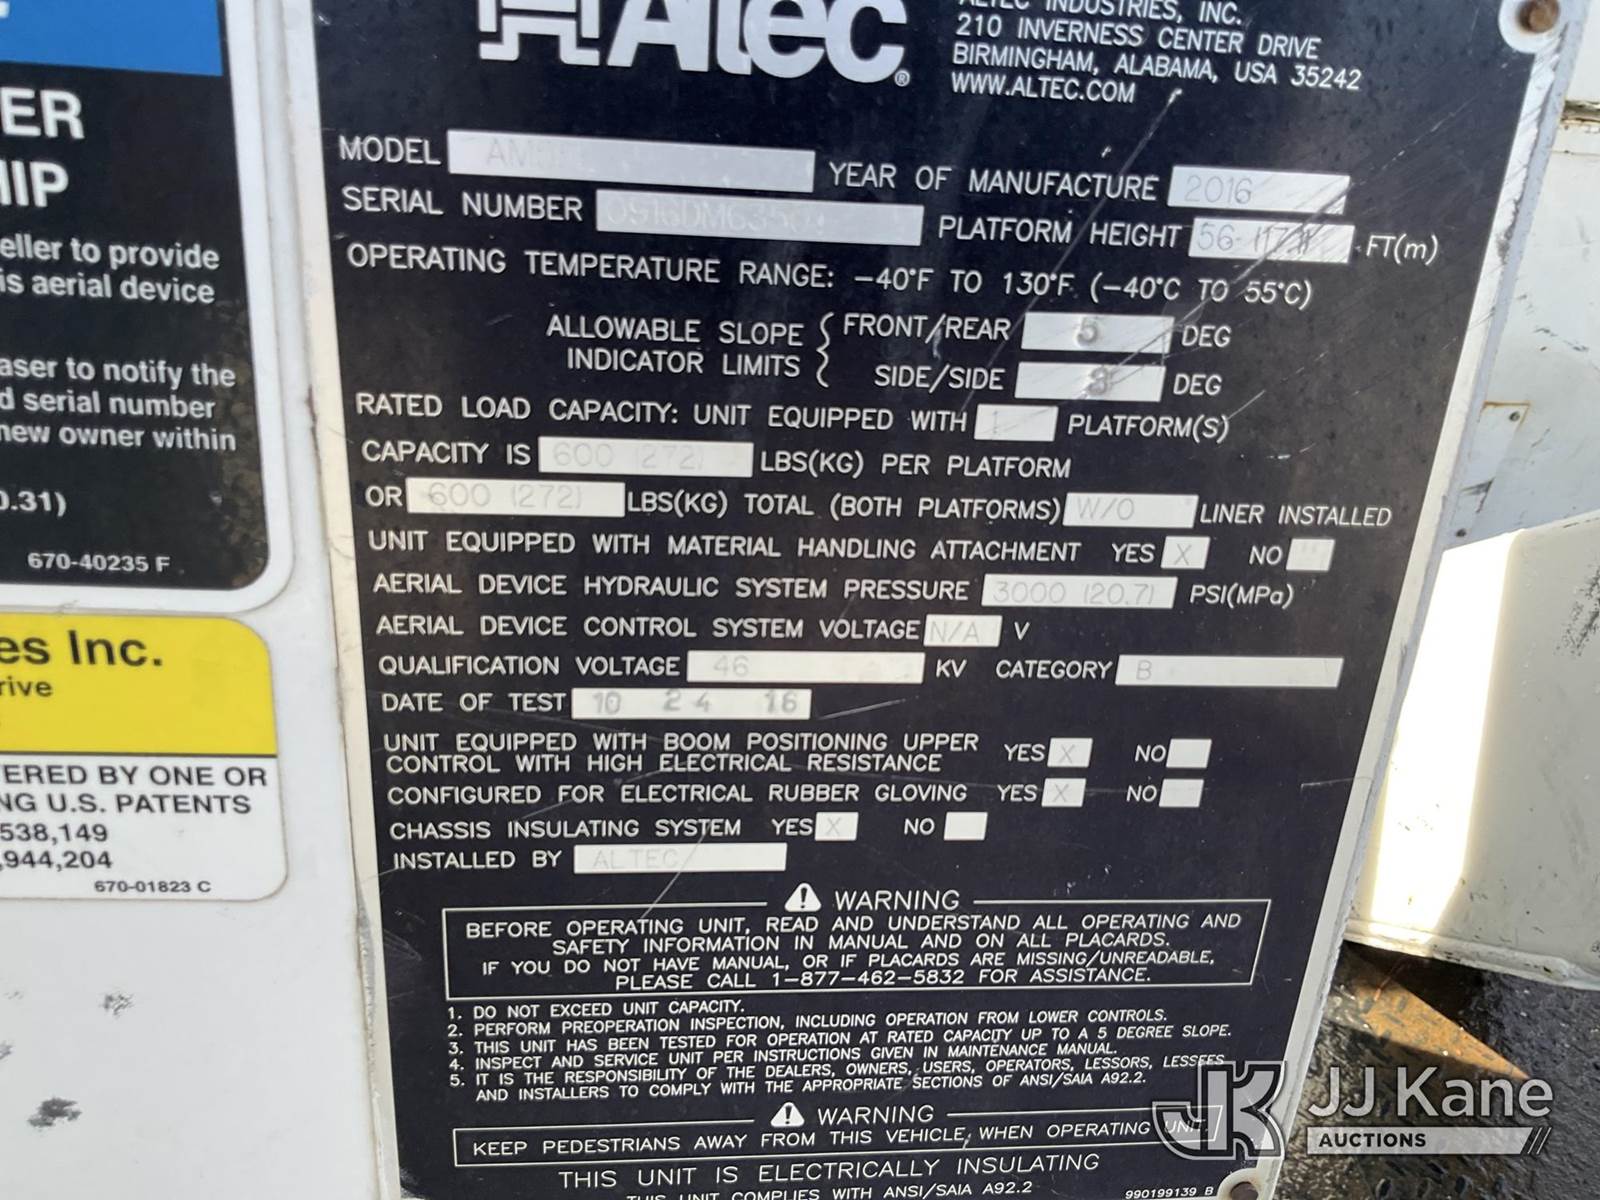 ER
HIP
eller to provide
is aerial device
aser to notify the
d serial number
new owner within
0.31)
670-40235 F
es Inc.
rive
ERED BY ONE OR
NG U.S. PATENTS
538,149
,944,204
670-01823 C
Altec®
ALTEC INDUSTRIES, INC.
210 INVERNESS CENTER DRIVE
BIRMINGHAM, ALABAMA, USA 35242
WWW.ALTEC.COM
MODEL
YEAR OF MANUFACTURE 2016
SERIAL NUMBER
PLATFORM HEIGHT FT(m)
OPERATING TEMPERATURE RANGE: -40°F TO 130°F (-40°C TO 55°C)
ALLOWABLE SLOPE INDICATOR LIMITS
FRONT/REAR 5 DEG
SIDE/SIDE DEG
RATED LOAD CAPACITY: UNIT EQUIPPED WITH 1 PLATFORM(S)
CAPACITY IS 600 (272) LBS(KG) PER PLATFORM
OR 600 (272) LBS(KG) TOTAL (BOTH PLATFORMS) W/O LINER INSTALLED
UNIT EQUIPPED WITH MATERIAL HANDLING ATTACHMENT YES X NO
AERIAL DEVICE HYDRAULIC SYSTEM PRESSURE 3000 (20.7) PSI(MPa)
AERIAL DEVICE CONTROL SYSTEM VOLTAGE N/A V
QUALIFICATION VOLTAGE 46 KV CATEGORY B
DATE OF TEST 10 24 16
UNIT EQUIPPED WITH BOOM POSITIONING UPPER
CONTROL WITH HIGH ELECTRICAL RESISTANCE YES X NO
CONFIGURED FOR ELECTRICAL RUBBER GLOVING YES X NO
CHASSIS INSULATING SYSTEM YES X NO
INSTALLED BY ALTEC
WARNING
BEFORE OPERATING UNIT, READ AND UNDERSTAND ALL OPERATING AND
SAFETY INFORMATION IN MANUAL AND ON ALL PLACARDS.
IF YOU DO NOT HAVE MANUAL, OR IF PLACARDS ARE MISSING/UNREADABLE,
PLEASE CALL 1-877-462-5832 FOR ASSISTANCE.
1. DO NOT EXCEED UNIT CAPACITY.
2. PERFORM PREOPERATION INSPECTION, INCLUDING OPERATION FROM LOWER CONTROLS.
3. THIS UNIT HAS BEEN TESTED FOR OPERATION AT RATED CAPACITY UP TO A 5 DEGREE SLOPE.
4. INSPECT AND SERVICE UNIT PER INSTRUCTIONS GIVEN IN MAINTENANCE MANUAL.
5. IT IS THE RESPONSIBILITY OF THE DEALERS, OWNERS, USERS, OPERATORS, LESSORS, LESSEES
AND INSTALLERS TO COMPLY WITH THE APPROPRIATE SECTIONS OF ANSI/SAIA A92.2.
WARNING
KEEP PEDESTRIANS AWAY FROM THIS VEHICLE, WHEN OPERATING UNIT.
THIS UNIT IS ELECTRICALLY INSULATING
THIS UNIT COMPLIES WITH ANSI/SAIA A92.2
990199139 B
JK JJ Kane
AUCTIONS